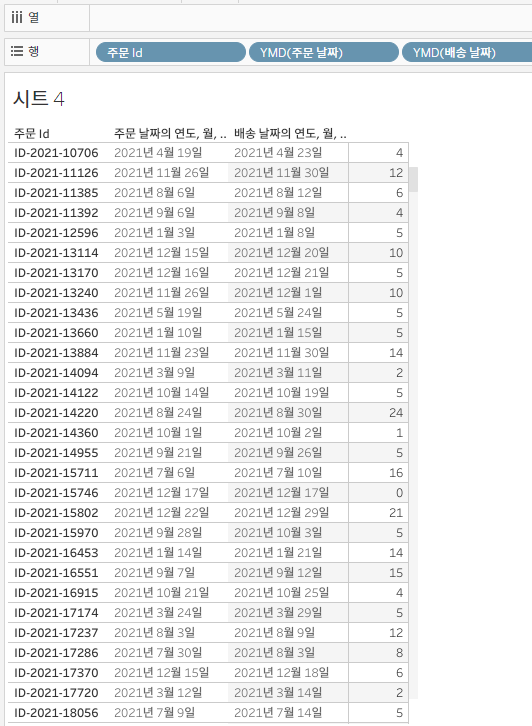 열
행 주문 Id YMD(주문 날짜) YMD(배송 날짜)
시트 4
주문 Id 주문 날짜의 연도, 월, .. 배송 날짜의 연도, 월, ..
ID-2021-10706 2021년 4월 19일 2021년 4월 23일 4
ID-2021-11126 2021년 11월 26일 2021년 11월 30일 12
ID-2021-11385 2021년 8월 6일 2021년 8월 12일 6
ID-2021-11392 2021년 9월 6일 2021년 9월 8일 4
ID-2021-12596 2021년 1월 3일 2021년 1월 8일 5
ID-2021-13114 2021년 12월 15일 2021년 12월 20일 10
ID-2021-13170 2021년 12월 16일 2021년 12월 21일 5
ID-2021-13240 2021년 11월 26일 2021년 12월 1일 10
ID-2021-13436 2021년 5월 19일 2021년 5월 24일 5
ID-2021-13660 2021년 1월 10일 2021년 1월 15일 5
ID-2021-13884 2021년 11월 23일 2021년 11월 30일 14
ID-2021-14094 2021년 3월 9일 2021년 3월 11일 2
ID-2021-14122 2021년 10월 14일 2021년 10월 19일 5
ID-2021-14220 2021년 8월 24일 2021년 8월 30일 24
ID-2021-14360 2021년 10월 1일 2021년 10월 2일 1
ID-2021-14955 2021년 9월 21일 2021년 9월 26일 5
ID-2021-15711 2021년 7월 6일 2021년 7월 10일 16
ID-2021-15746 2021년 12월 17일 2021년 12월 17일 0
ID-2021-15802 2021년 12월 22일 2021년 12월 29일 21
ID-2021-15970 2021년 9월 28일 2021년 10월 3일 5
ID-2021-16453 2021년 1월 14일 2021년 1월 21일 14
ID-2021-16551 2021년 9월 7일 2021년 9월 12일 15
ID-2021-16915 2021년 10월 21일 2021년 10월 25일 4
ID-2021-17174 2021년 3월 24일 2021년 3월 29일 5
ID-2021-17237 2021년 8월 3일 2021년 8월 9일 12
ID-2021-17286 2021년 7월 30일 2021년 8월 3일 8
ID-2021-17370 2021년 12월 15일 2021년 12월 18일 6
ID-2021-17720 2021년 3월 12일 2021년 3월 14일 2
ID-2021-18056 2021년 7월 9일 2021년 7월 14일 5